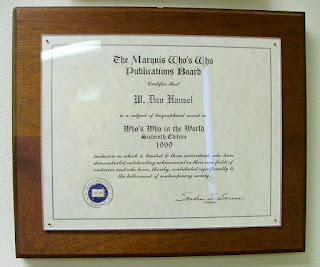 The Marquis Who's Who
Publications Board
Certifies that
W. Dan Hausel
is a subject of biographical record in
Who's Who in the World
Sixteenth Edition
1999
inclusion in which is limited to those individuals who have
demonstrated outstanding achievement in their own fields of
endeavor and who have, thereby, contributed significantly to
the betterment of contemporary society.